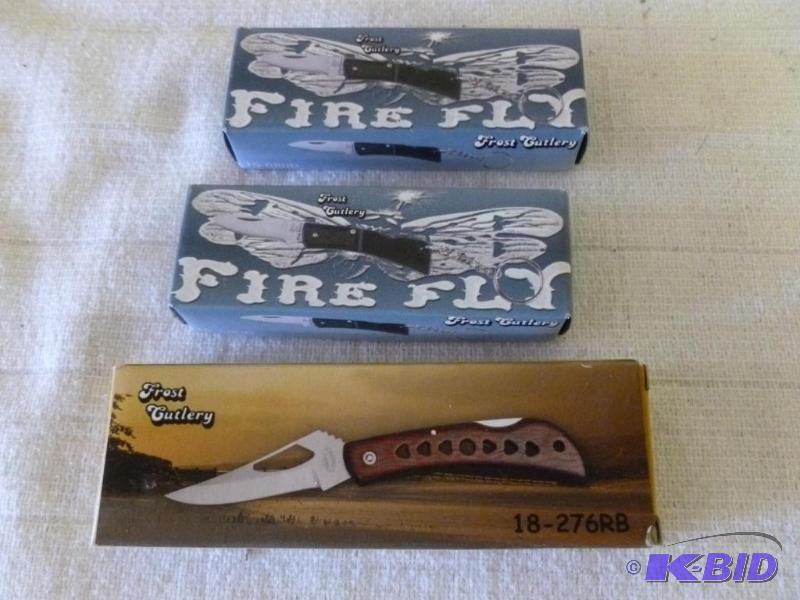 Frost
Cutlery
FIRE FLY
Frost Cutlery
Frost
Cutlery
FIRE FLY
Frost Cutlery
Frost
Cutlery
18-276RB
© K-BID